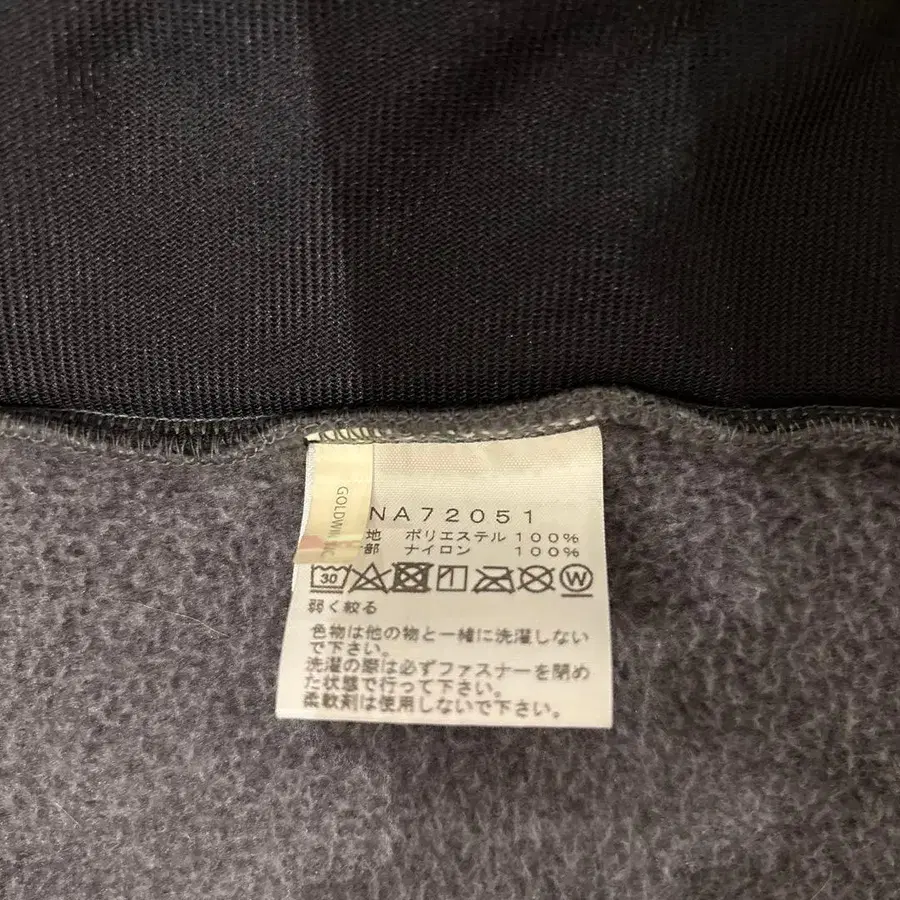 GOLDWIN INC
NA72051
地 ポリエステル 100%
部 ナイロン 100%
30 W
弱く絞る
色物は他の物と一緒に洗濯しない
で下さい。
洗濯の際は必ずファスナーを閉め
た状態で行って下さい。
柔軟剤は使用しないで下さい。